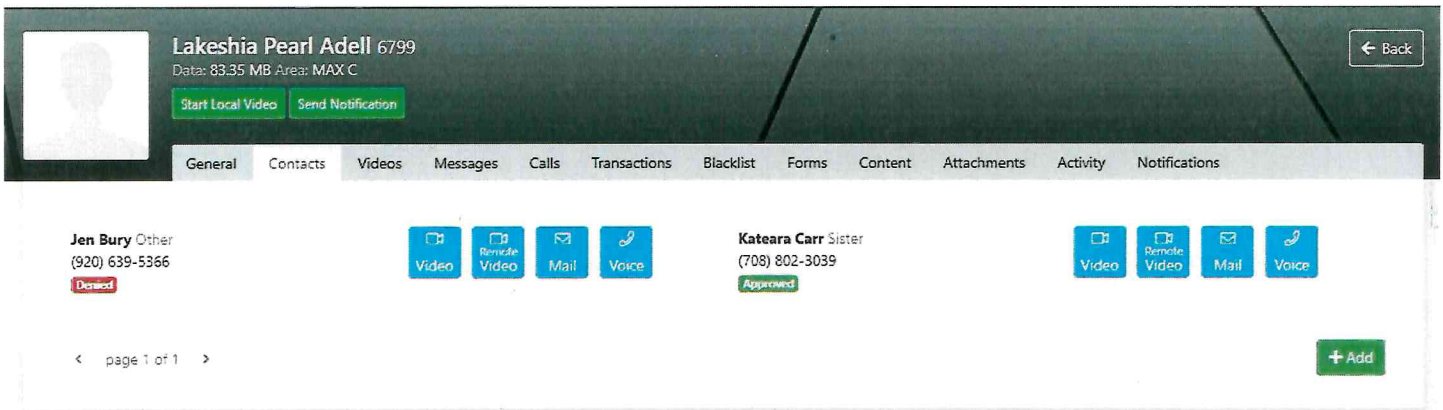 Lakeshia Pearl Adell 6799
Data: 83.35 MB Area: MAX C
Back
Start Local Video Send Notification
General Contacts Videos Messages Calls Transactions Blacklist Forms Content Attachments Activity Notifications
Jen Bury Other
(920) 639-5366
Denied
Video
Remote Video
Mail
Voice
Kateara Carr Sister
(708) 802-3039
Approved
Video
Remote Video
Mail
Voice
< page 1 of 1 >
+ Add